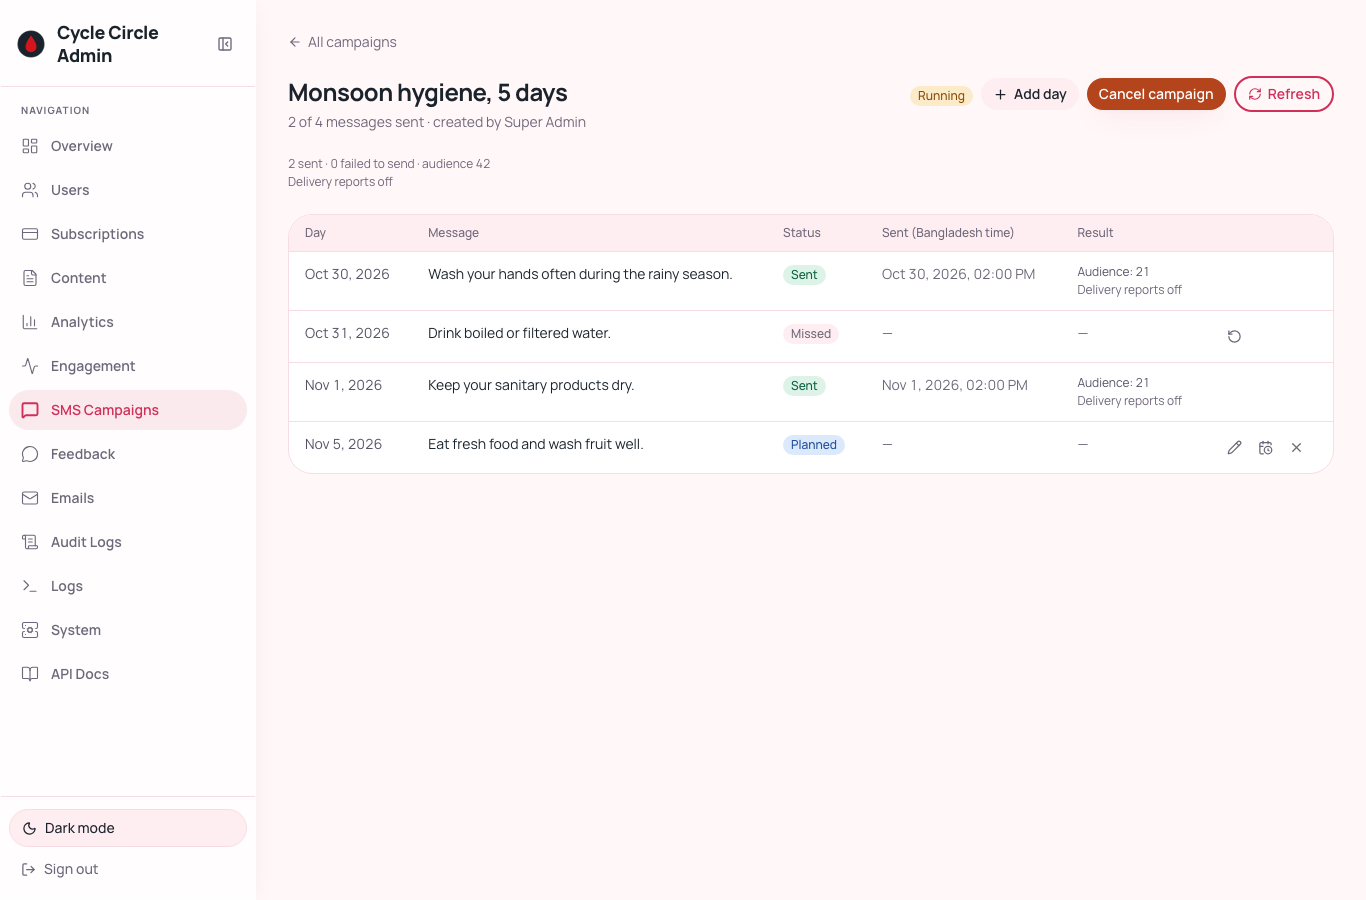 Cycle Circle
Admin
NAVIGATION
Overview
Users
Subscriptions
Content
Analytics
Engagement
SMS Campaigns
Feedback
Emails
Audit Logs
Logs
System
API Docs
Dark mode
Sign out
All campaigns
Monsoon hygiene, 5 days
2 of 4 messages sent · created by Super Admin
Running
Add day
Cancel campaign
Refresh
2 sent · 0 failed to send · audience 42
Delivery reports off
Day Message Status Sent (Bangladesh time) Result
Oct 30, 2026 Wash your hands often during the rainy season. Sent Oct 30, 2026, 02:00 PM Audience: 21
Delivery reports off
Oct 31, 2026 Drink boiled or filtered water. Missed — —
Nov 1, 2026 Keep your sanitary products dry. Sent Nov 1, 2026, 02:00 PM Audience: 21
Delivery reports off
Nov 5, 2026 Eat fresh food and wash fruit well. Planned — —